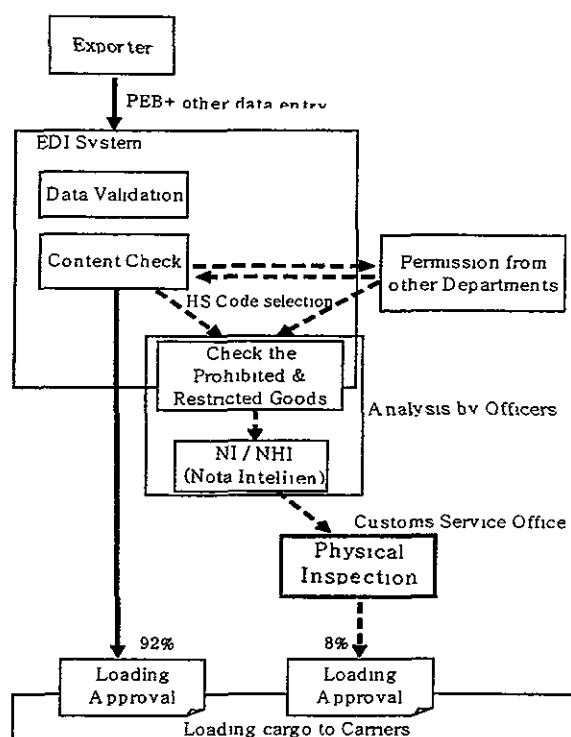 Exporter
PEB+ other data entry
EDI System
Data Validation
Content Check
Permission from
other Departments
HS Code selection
Check the
Prohibited &
Restricted Goods
Analysis by Officers
NI / NHI
(Nota Intelijen)
Customs Service Office
Physical
Inspection
92%
8%
Loading
Approval
Loading
Approval
Loading cargo to Carriers